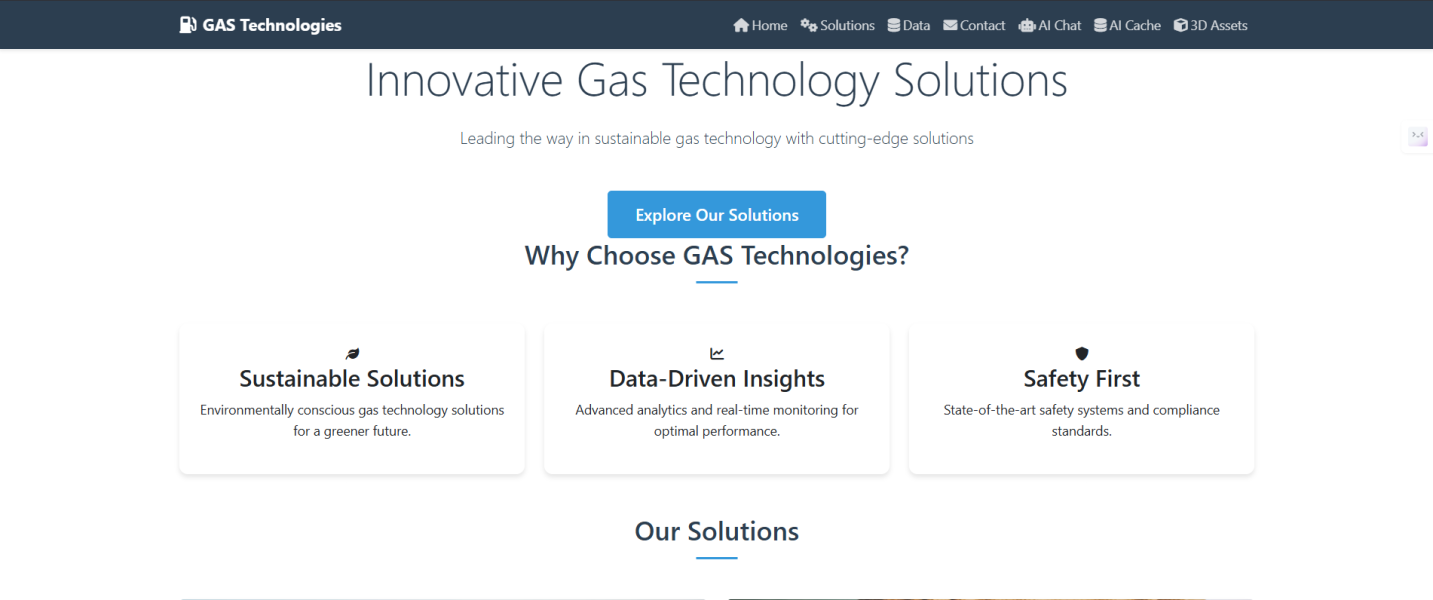 GAS Technologies
Home Solutions Data Contact AI Chat AI Cache 3D Assets
Innovative Gas Technology Solutions
Leading the way in sustainable gas technology with cutting-edge solutions
Explore Our Solutions
Why Choose GAS Technologies?
Sustainable Solutions
Environmentally conscious gas technology solutions
for a greener future.
Data-Driven Insights
Advanced analytics and real-time monitoring for
optimal performance.
Safety First
State-of-the-art safety systems and compliance
standards.
Our Solutions